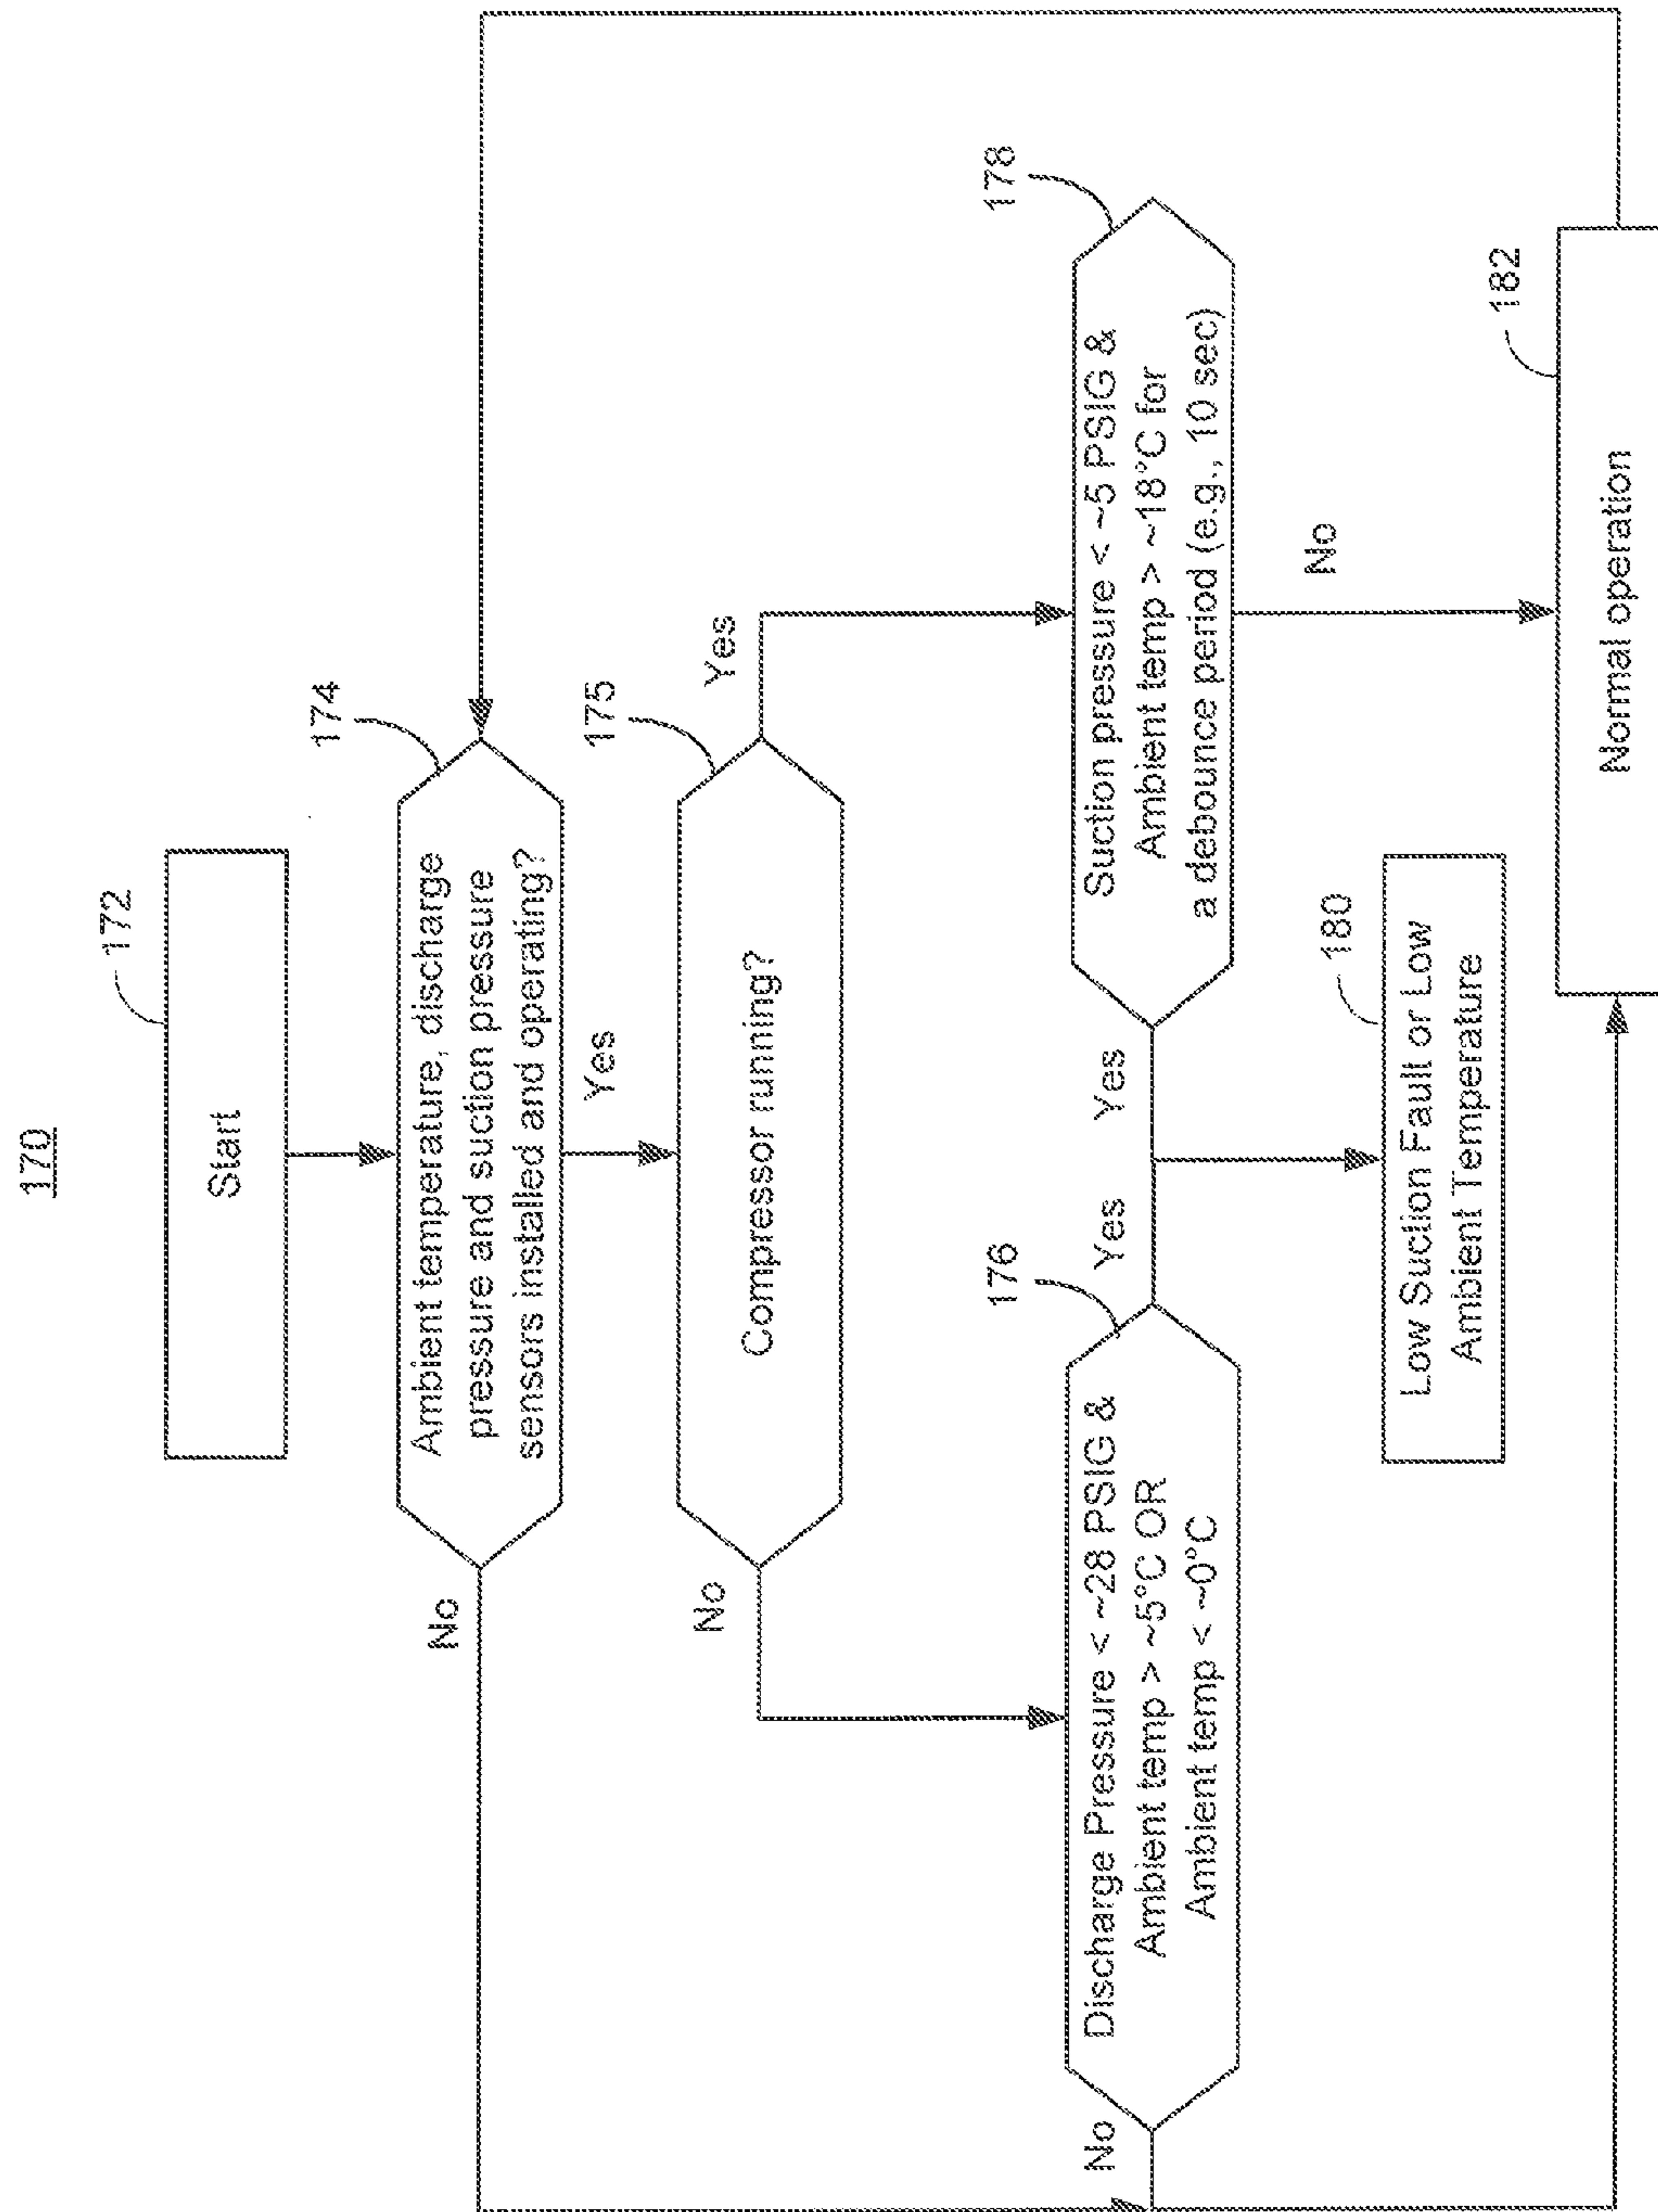 170
172
Start
174
Ambient temperature, discharge
pressure and suction pressure
sensors installed and operating?
No
Yes
175
Compressor running?
No
Yes
176
Discharge Pressure < ~28 PSIG &
Ambient temp > ~5°C OR
Ambient temp < ~0°C
No
Yes
178
Suction pressure < ~5 PSIG &
Ambient temp > ~18°C for
a debounce period (e.g., 10 sec)
Yes
No
180
Low Suction Fault or Low
Ambient Temperature
182
Normal operation